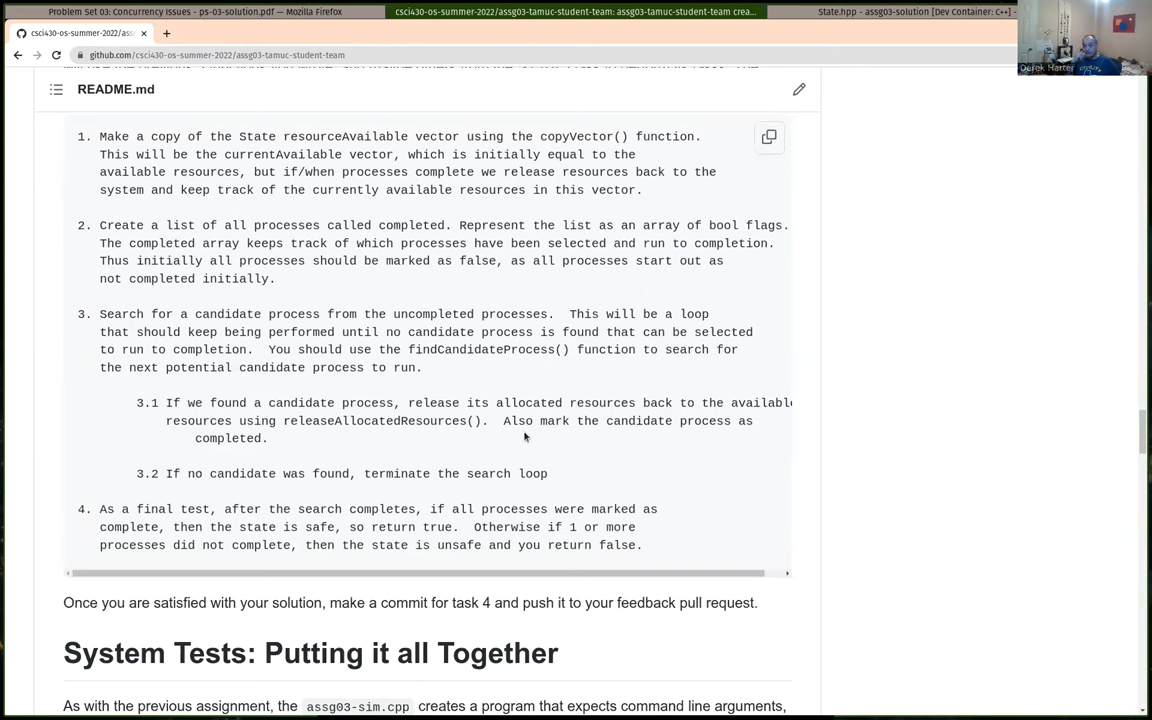 Problem Set 03: Concurrency Issues - ps-03-solution.pdf — Mozilla Firefox
csci430-os-summer-2022/assg03-tamuc-student-team: assg03-tamuc-student-team crea...
State.hpp - assg03-solution [Dev Container: C++] -
csci430-os-summer-2022/ass
github.com/csci430-os-summer-2022/assg03-tamuc-student-team
Derek Harter
README.md
1. Make a copy of the State resourceAvailable vector using the copyVector() function.
This will be the currentAvailable vector, which is initially equal to the
available resources, but if/when processes complete we release resources back to the
system and keep track of the currently available resources in this vector.
2. Create a list of all processes called completed. Represent the list as an array of bool flags.
The completed array keeps track of which processes have been selected and run to completion.
Thus initially all processes should be marked as false, as all processes start out as
not completed initially.
3. Search for a candidate process from the uncompleted processes. This will be a loop
that should keep being performed until no candidate process is found that can be selected
to run to completion. You should use the findCandidateProcess() function to search for
the next potential candidate process to run.
3.1 If we found a candidate process, release its allocated resources back to the available
resources using releaseAllocatedResources(). Also mark the candidate process as
completed.
3.2 If no candidate was found, terminate the search loop
4. As a final test, after the search completes, if all processes were marked as
complete, then the state is safe, so return true. Otherwise if 1 or more
processes did not complete, then the state is unsafe and you return false.
Once you are satisfied with your solution, make a commit for task 4 and push it to your feedback pull request.
System Tests: Putting it all Together
As with the previous assignment, the assg03-sim.cpp creates a program that expects command line arguments,